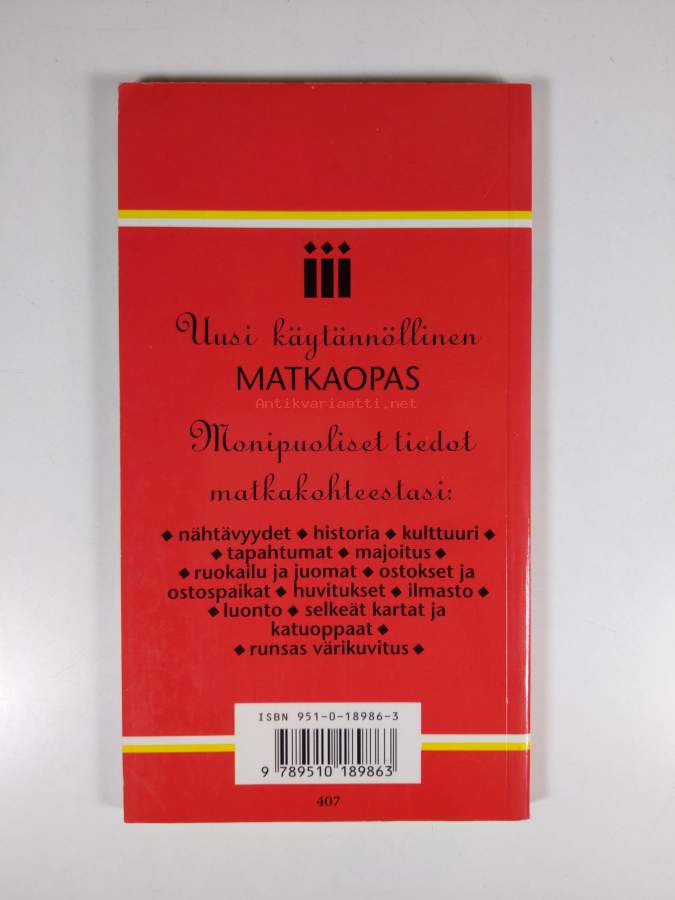 iii
Uusi käytännöllinen
MATKAOPAS
Antikvariaatti.net
Monipuoliset tiedot
matkakohteestasi:
◆ nähtävyydet ◆ historia ◆ kulttuuri ◆
◆ tapahtumat ◆ majoitus ◆
◆ ruokailu ja juomat ◆ ostokset ja
ostospaikat ◆ huvitukset ◆ ilmasto ◆
◆ luonto ◆ selkeät kartat ja
katuoppaat ◆
◆ runsas värikuvitus ◆
ISBN 951-0-18986-3
9 789510 189863
407